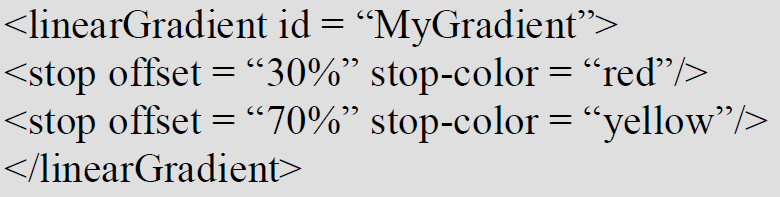 <linearGradient id = “MyGradient”>
<stop offset = “30%” stop-color = “red”/>
<stop offset = “70%” stop-color = “yellow”/>
</linearGradient>